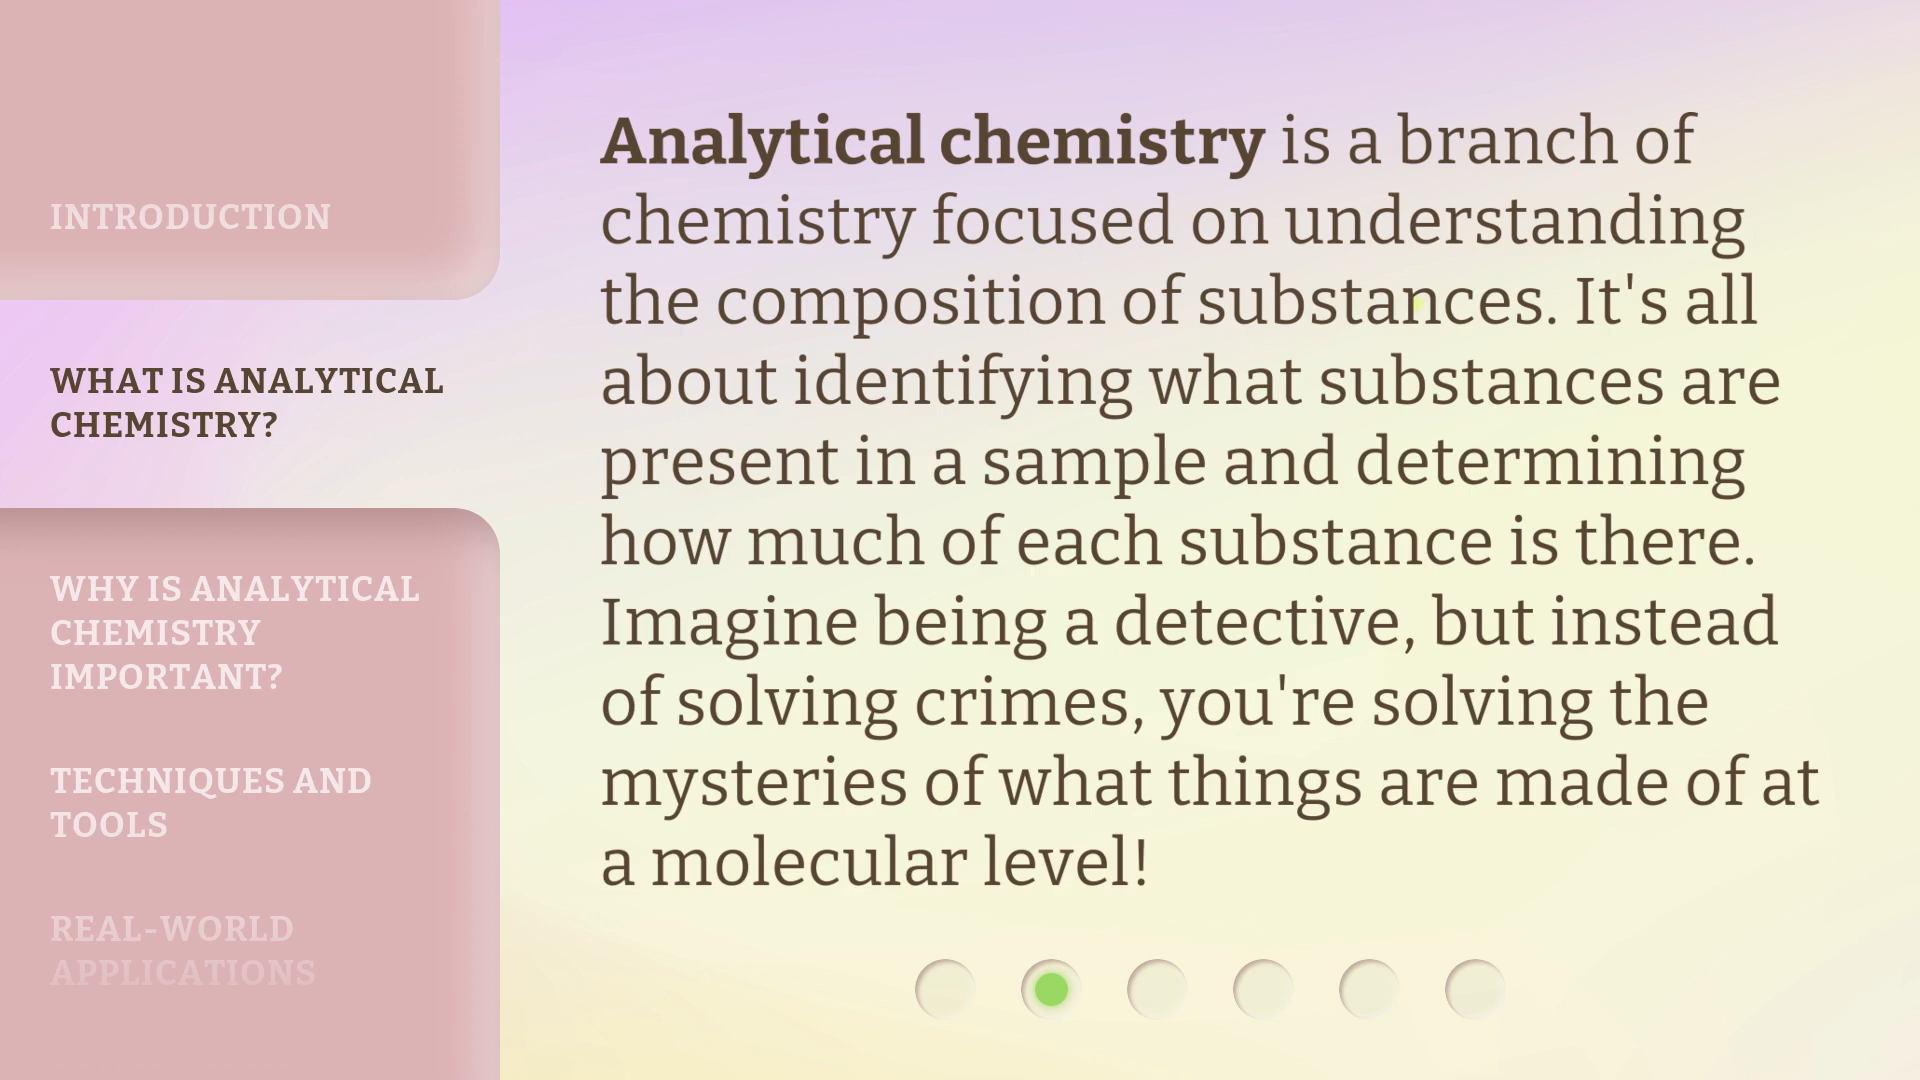 INTRODUCTION
WHAT IS ANALYTICAL
CHEMISTRY?
WHY IS ANALYTICAL
CHEMISTRY
IMPORTANT?
TECHNIQUES AND
TOOLS
REAL-WORLD
APPLICATIONS
Analytical chemistry is a branch of
chemistry focused on understanding
the composition of substances. It's all
about identifying what substances are
present in a sample and determining
how much of each substance is there.
Imagine being a detective, but instead
of solving crimes, you're solving the
mysteries of what things are made of at
a molecular level!